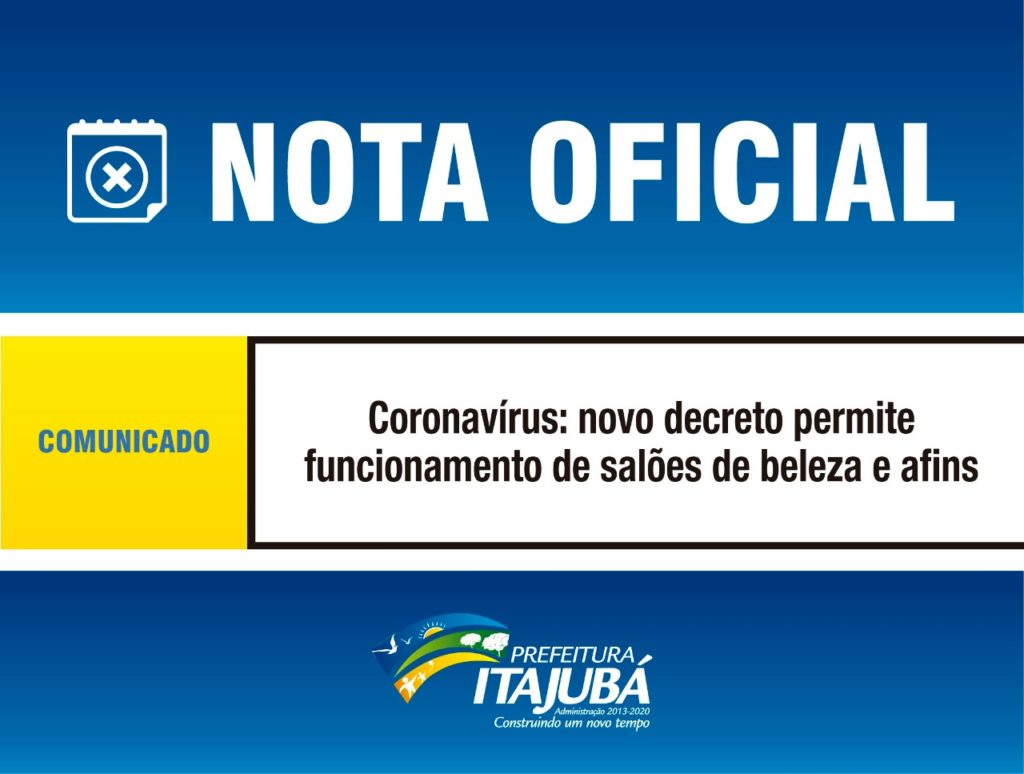 NOTA OFICIAL
COMUNICADO
Coronavírus: novo decreto permite
funcionamento de salões de beleza e afins
PREFEITURA
ITAJUBÁ
Administração 2013-2020
Construindo um novo tempo